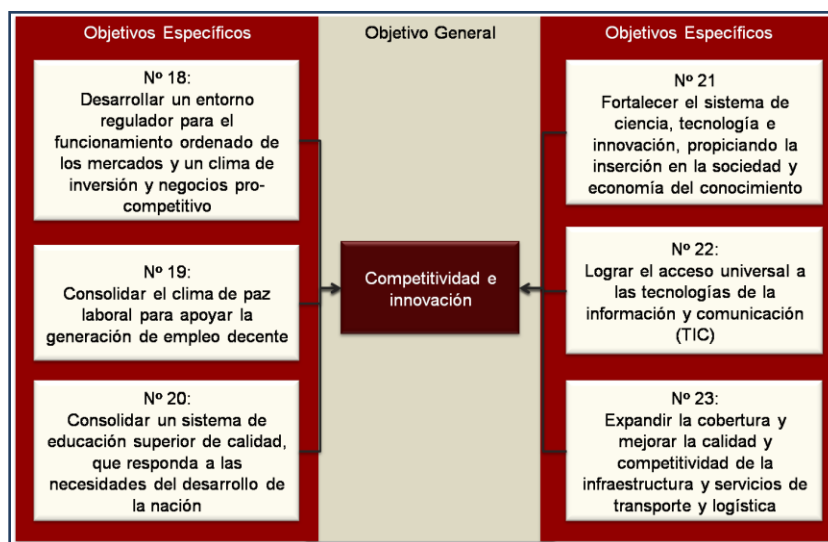 Objetivos Específicos
Nº 18:
Desarrollar un entorno
regulador para el
funcionamiento ordenado de
los mercados y un clima de
inversión y negocios pro-
competitivo
Nº 19:
Consolidar el clima de paz
laboral para apoyar la
generación de empleo decente
Nº 20:
Consolidar un sistema de
educación superior de calidad,
que responda a las
necesidades del desarrollo de
la nación
Objetivo General
Competitividad e
innovación
Objetivos Específicos
Nº 21
Fortalecer el sistema de
ciencia, tecnología e
innovación, propiciando la
inserción en la sociedad y
economía del conocimiento
Nº 22:
Lograr el acceso universal a
las tecnologías de la
información y comunicación
(TIC)
Nº 23:
Expandir la cobertura y
mejorar la calidad y
competitividad de la
infraestructura y servicios de
transporte y logística